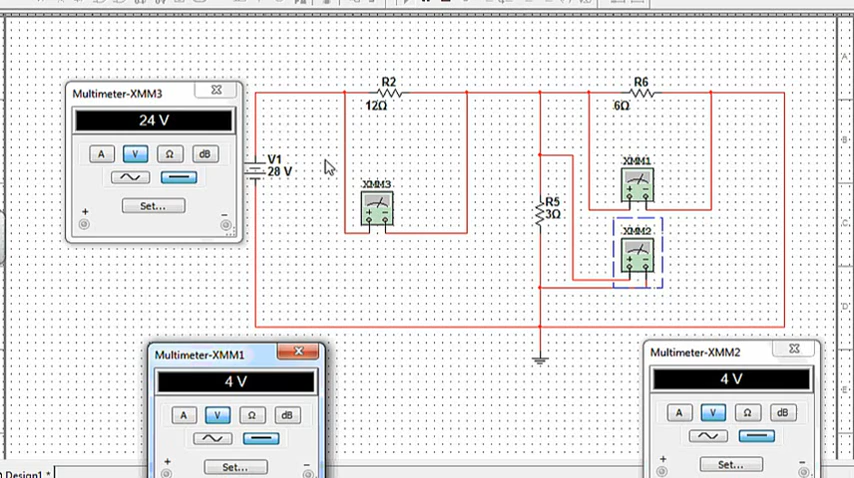 Multimeter-XMM3
24 V
A V Ω dB
Set...
+ −
V1
28 V
R2
12Ω
XMM3
R5
3Ω
R6
6Ω
XMM1
XMM2
Multimeter-XMM1
4 V
A V Ω dB
Set...
+ −
Multimeter-XMM2
4 V
A V Ω dB
Set...
+ −
A
B
C
D
E
Design1 *